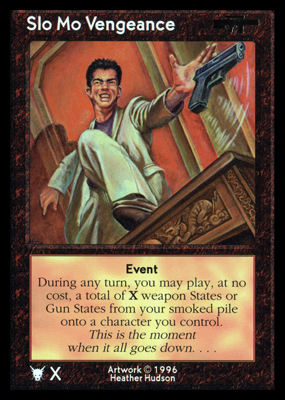 Slo Mo Vengeance
Event
During any turn, you may play, at no
cost, a total of X weapon States or
Gun States from your smoked pile
onto a character you control.
This is the moment
when it all goes down. . . .
X
Artwork © 1996
Heather Hudson